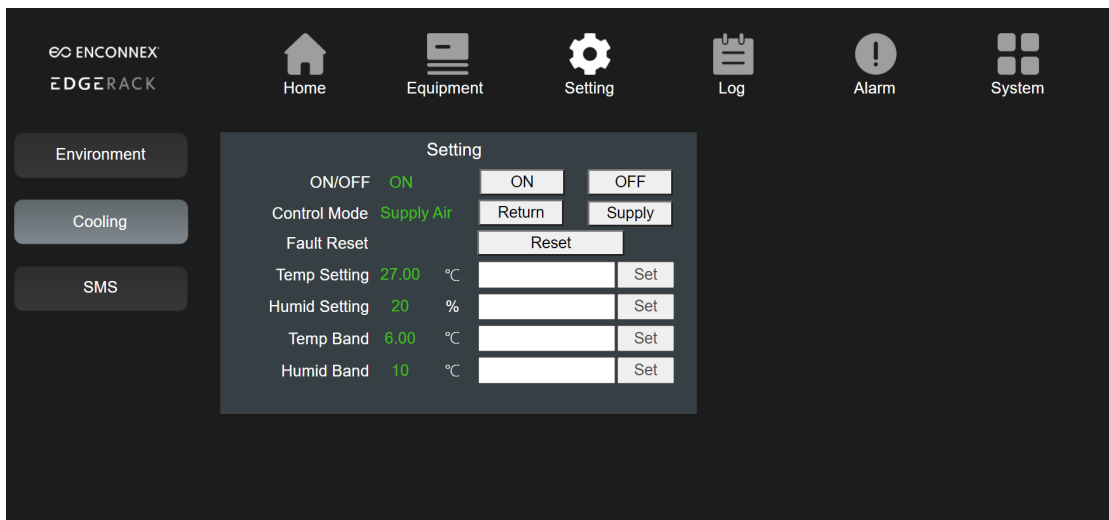 ENCONNEX
EDGERACK
Home Equipment Setting Log Alarm System
Environment
Cooling
SMS
Setting
ON/OFF ON ON OFF
Control Mode Supply Air Return Supply
Fault Reset Reset
Temp Setting 27.00 ℃ Set
Humid Setting 20 % Set
Temp Band 6.00 ℃ Set
Humid Band 10 ℃ Set